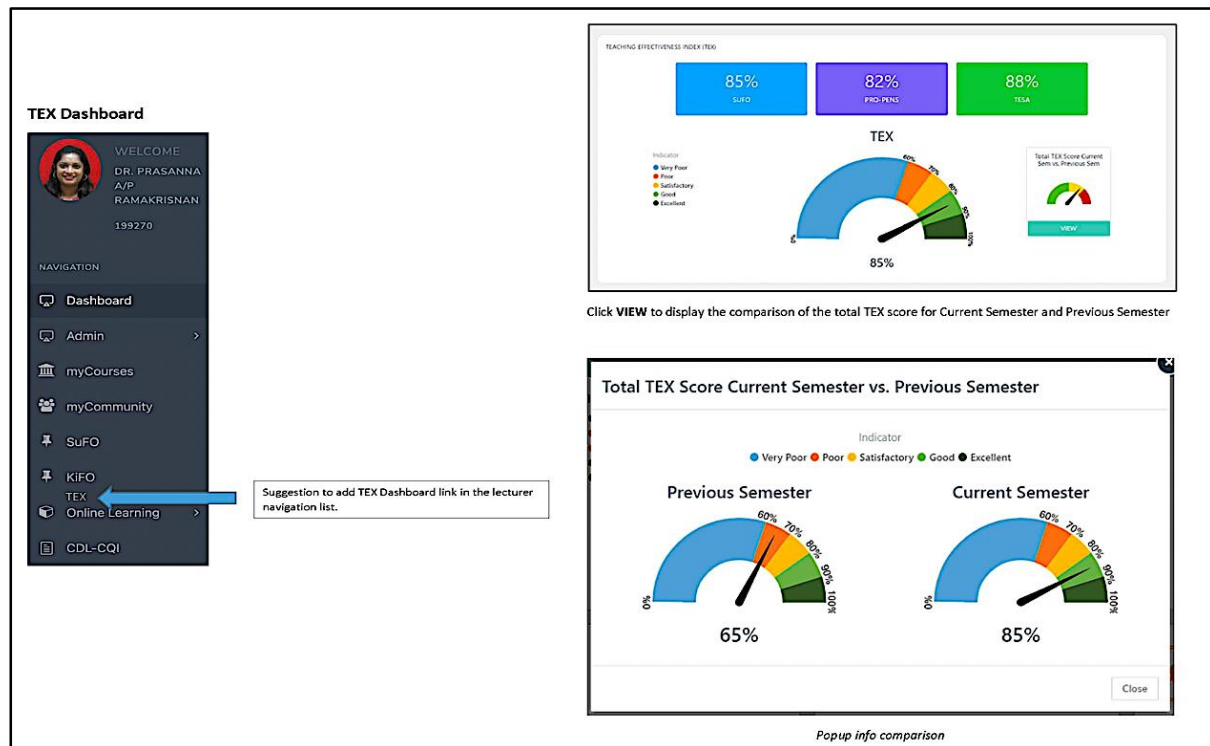 TEX Dashboard
WELCOME
DR. PRASANNA
A/P
RAMAKRISNAN
199270
NAVIGATION
Dashboard
Admin
myCourses
myCommunity
SuFO
KiFO
TEX
Online Learning
CDL-CQI
Suggestion to add TEX Dashboard link in the lecturer
navigation list.
TEACHING EFFECTIVENESS INDEX (TEX)
85%
SUFO
82%
PRO-PENS
88%
TESA
TEX
Indicator
Very Poor
Poor
Satisfactory
Good
Excellent
0%
60%
70%
80%
90%
100%
85%
Total TEX Score Current
Sem vs. Previous Sem
VIEW
Click VIEW to display the comparison of the total TEX score for Current Semester and Previous Semester
Total TEX Score Current Semester vs. Previous Semester
Indicator
Very Poor Poor Satisfactory Good Excellent
Previous Semester
0%
60%
70%
80%
90%
100%
65%
Current Semester
0%
60%
70%
80%
90%
100%
85%
Close
Popup info comparison